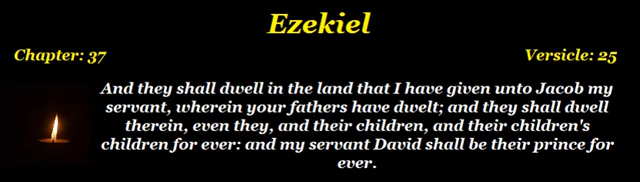 Ezekiel
Chapter: 37 Versicle: 25
And they shall dwell in the land that I have given unto Jacob my
servant, wherein your fathers have dwelt; and they shall dwell
therein, even they, and their children, and their children's
children for ever: and my servant David shall be their prince for
ever.